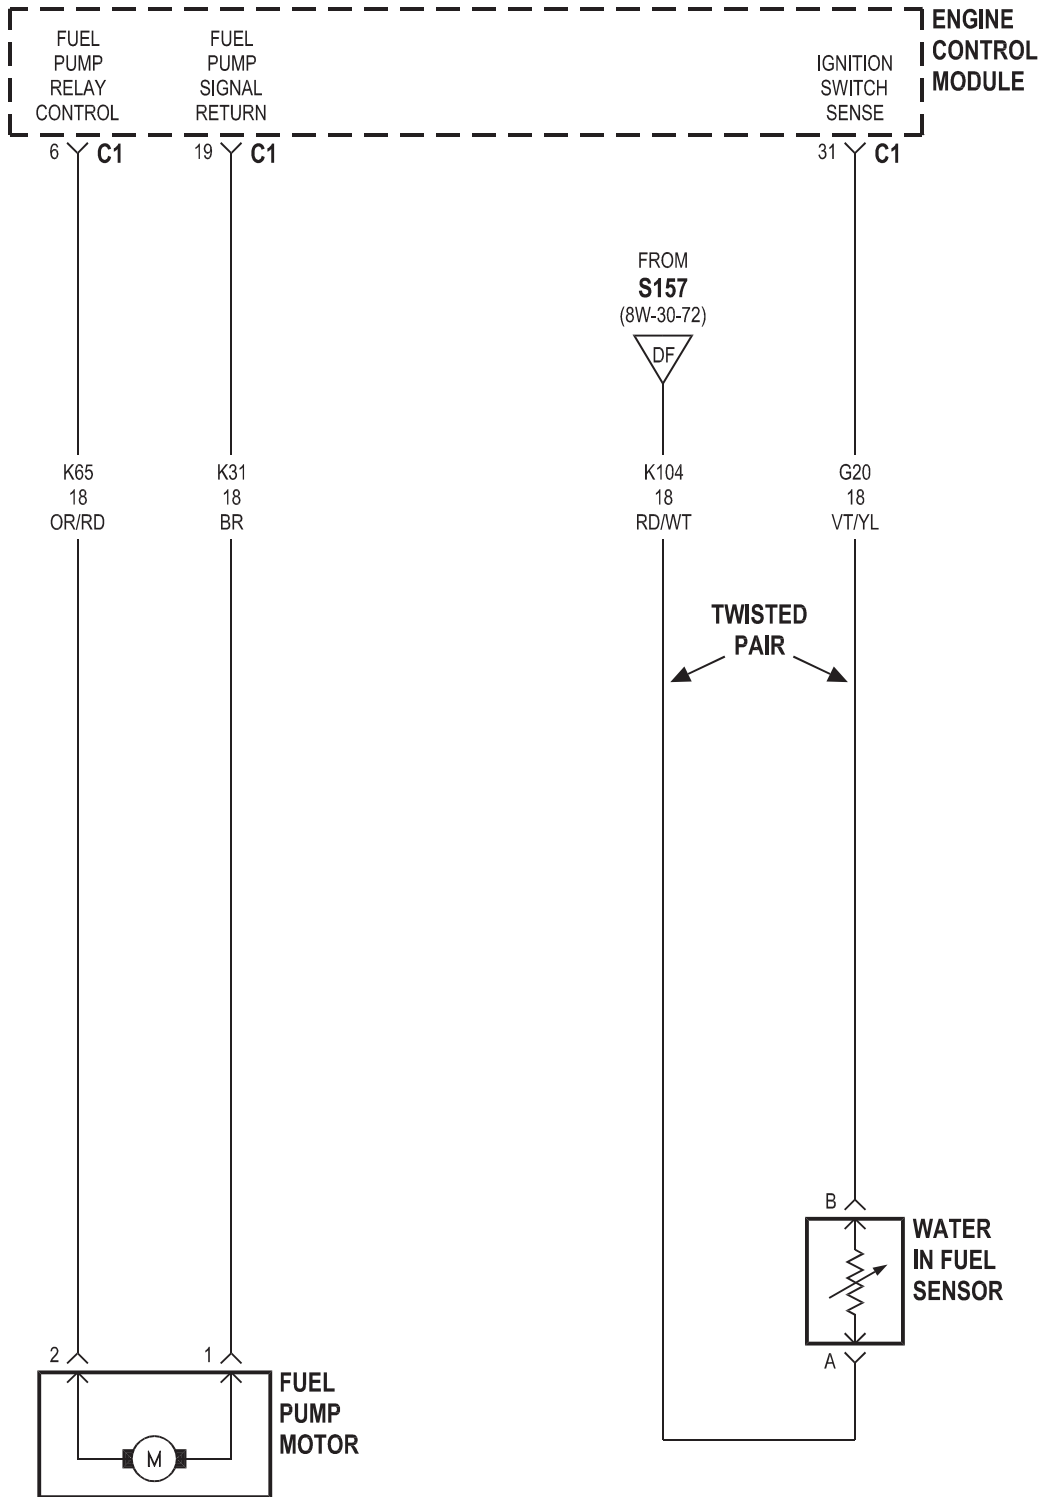 ENGINE
CONTROL
MODULE
FUEL
PUMP
RELAY
CONTROL
FUEL
PUMP
SIGNAL
RETURN
IGNITION
SWITCH
SENSE
6 C1
19 C1
31 C1
FROM
S157
(8W-30-72)
DF
K65
18
OR/RD
K31
18
BR
K104
18
RD/WT
G20
18
VT/YL
TWISTED
PAIR
B
WATER
IN FUEL
SENSOR
A
2
1
FUEL
PUMP
MOTOR
M